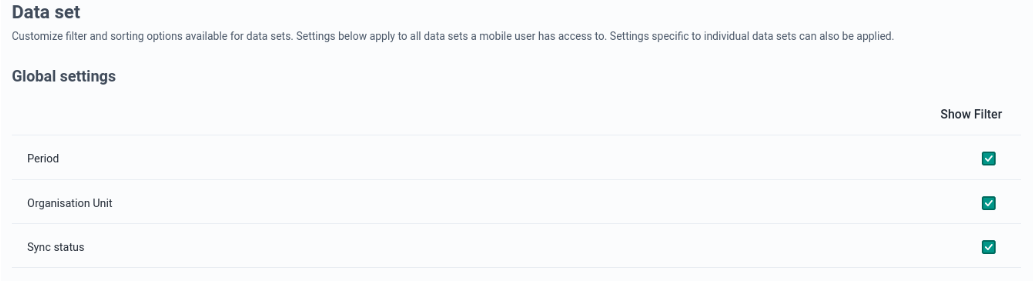 Data set
Customize filter and sorting options available for data sets. Settings below apply to all data sets a mobile user has access to. Settings specific to individual data sets can also be applied.
Global settings
Show Filter
Period
Organisation Unit
Sync status